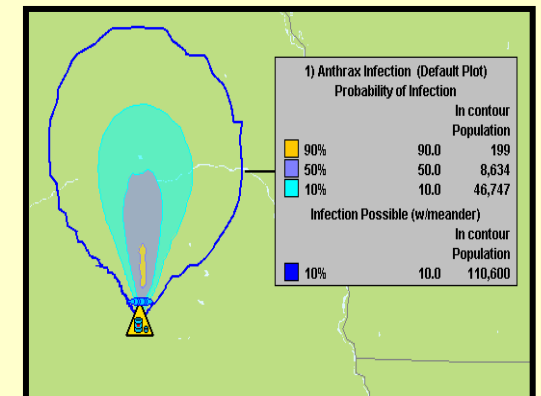 1) Anthrax Infection (Default Plot)
Probability of Infection
In contour
Population
90% 90.0 199
50% 50.0 8,634
10% 10.0 46,747
Infection Possible (w/meander)
In contour
Population
10% 10.0 110,600